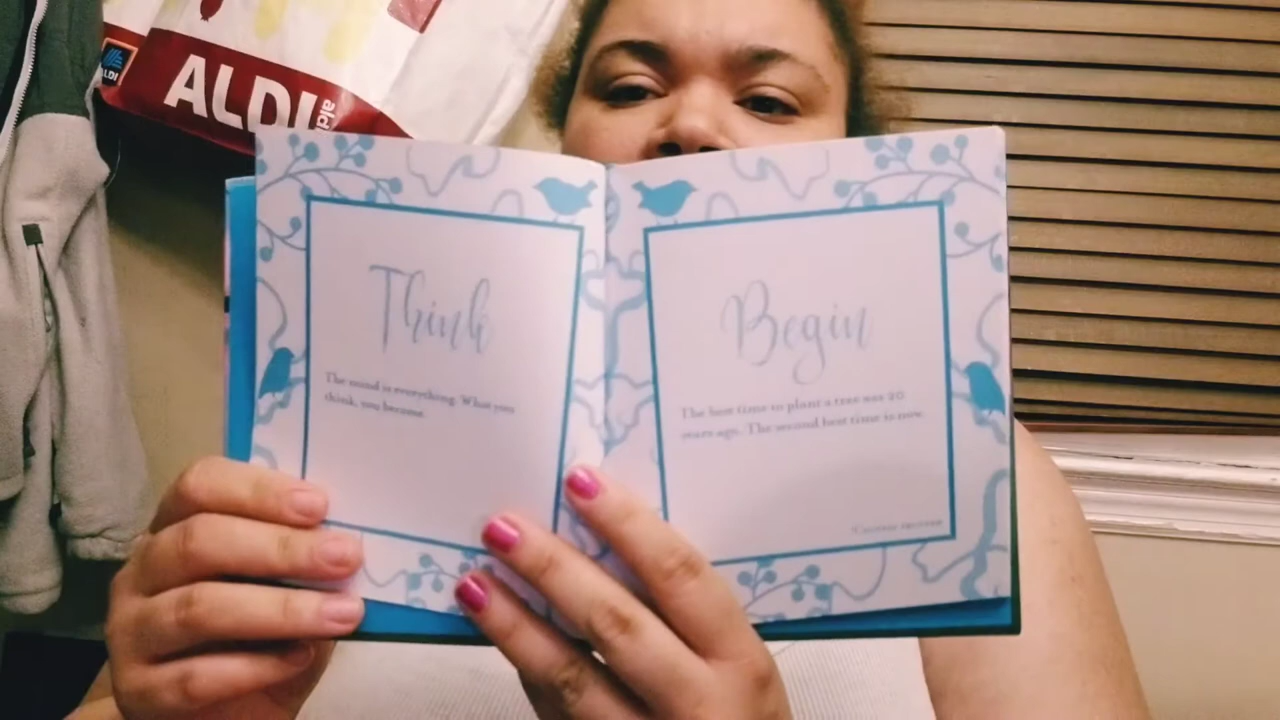 ALDI
aldi
ALDI
Think
The mind is everything. What you
think, you become.
Begin
The best time to plant a tree was 20
years ago. The second best time is now.